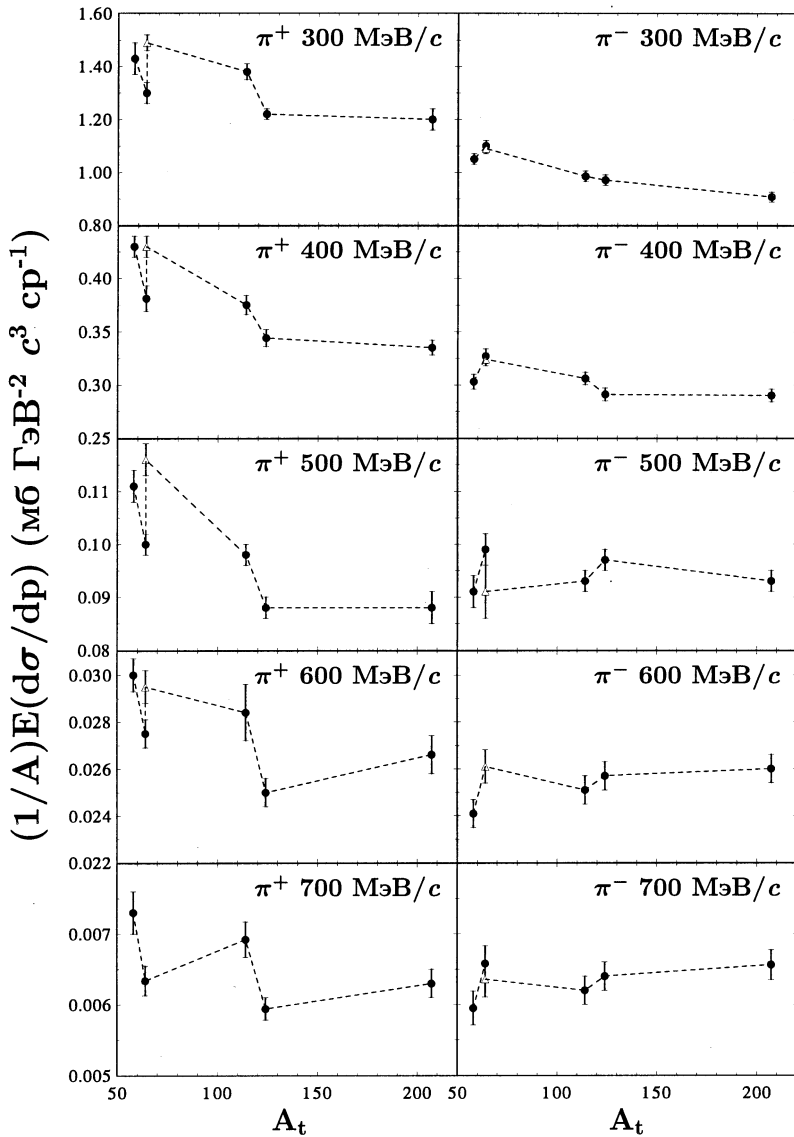 (1/A)E(dσ/dp) (мб ГэВ⁻² c³ ср⁻¹)
1.60
1.40
1.20
1.00
0.80
π⁺ 300 МэВ/c
π⁻ 300 МэВ/c
0.40
0.35
0.30
0.25
π⁺ 400 МэВ/c
π⁻ 400 МэВ/c
0.11
0.10
0.09
0.08
π⁺ 500 МэВ/c
π⁻ 500 МэВ/c
0.030
0.028
0.026
0.024
0.022
π⁺ 600 МэВ/c
π⁻ 600 МэВ/c
0.007
0.006
0.005
π⁺ 700 МэВ/c
π⁻ 700 МэВ/c
50 100 150 200 50 100 150 200
Aₜ Aₜ